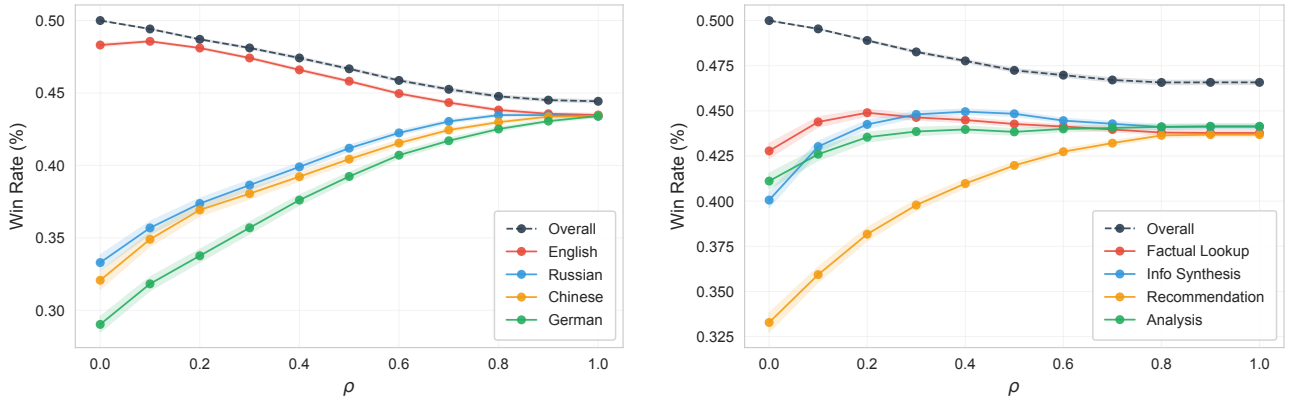 0.50
0.45
0.40
0.35
0.30
Win Rate (%)
0.0 0.2 0.4 0.6 0.8 1.0
ρ
Overall
English
Russian
Chinese
German
0.500
0.475
0.450
0.425
0.400
0.375
0.350
0.325
Win Rate (%)
0.0 0.2 0.4 0.6 0.8 1.0
ρ
Overall
Factual Lookup
Info Synthesis
Recommendation
Analysis